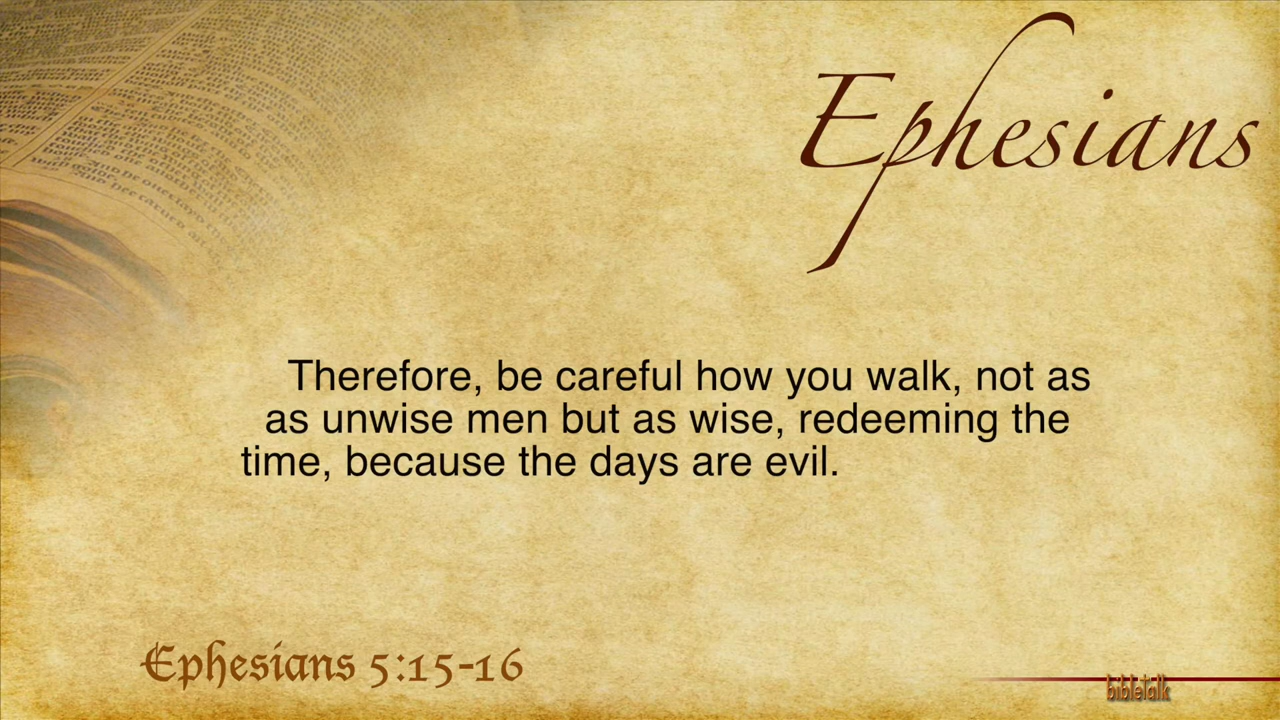 Ephesians
Therefore, be careful how you walk, not as
as unwise men but as wise, redeeming the
time, because the days are evil.
Ephesians 5:15-16
bibletalk